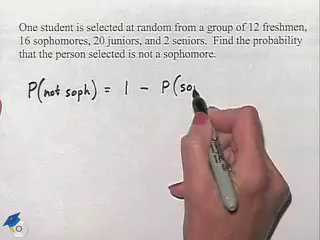 One student is selected at random from a group of 12 freshmen,
16 sophomores, 20 juniors, and 2 seniors. Find the probability
that the person selected is not a sophomore.
P(not soph) = 1 - P(so